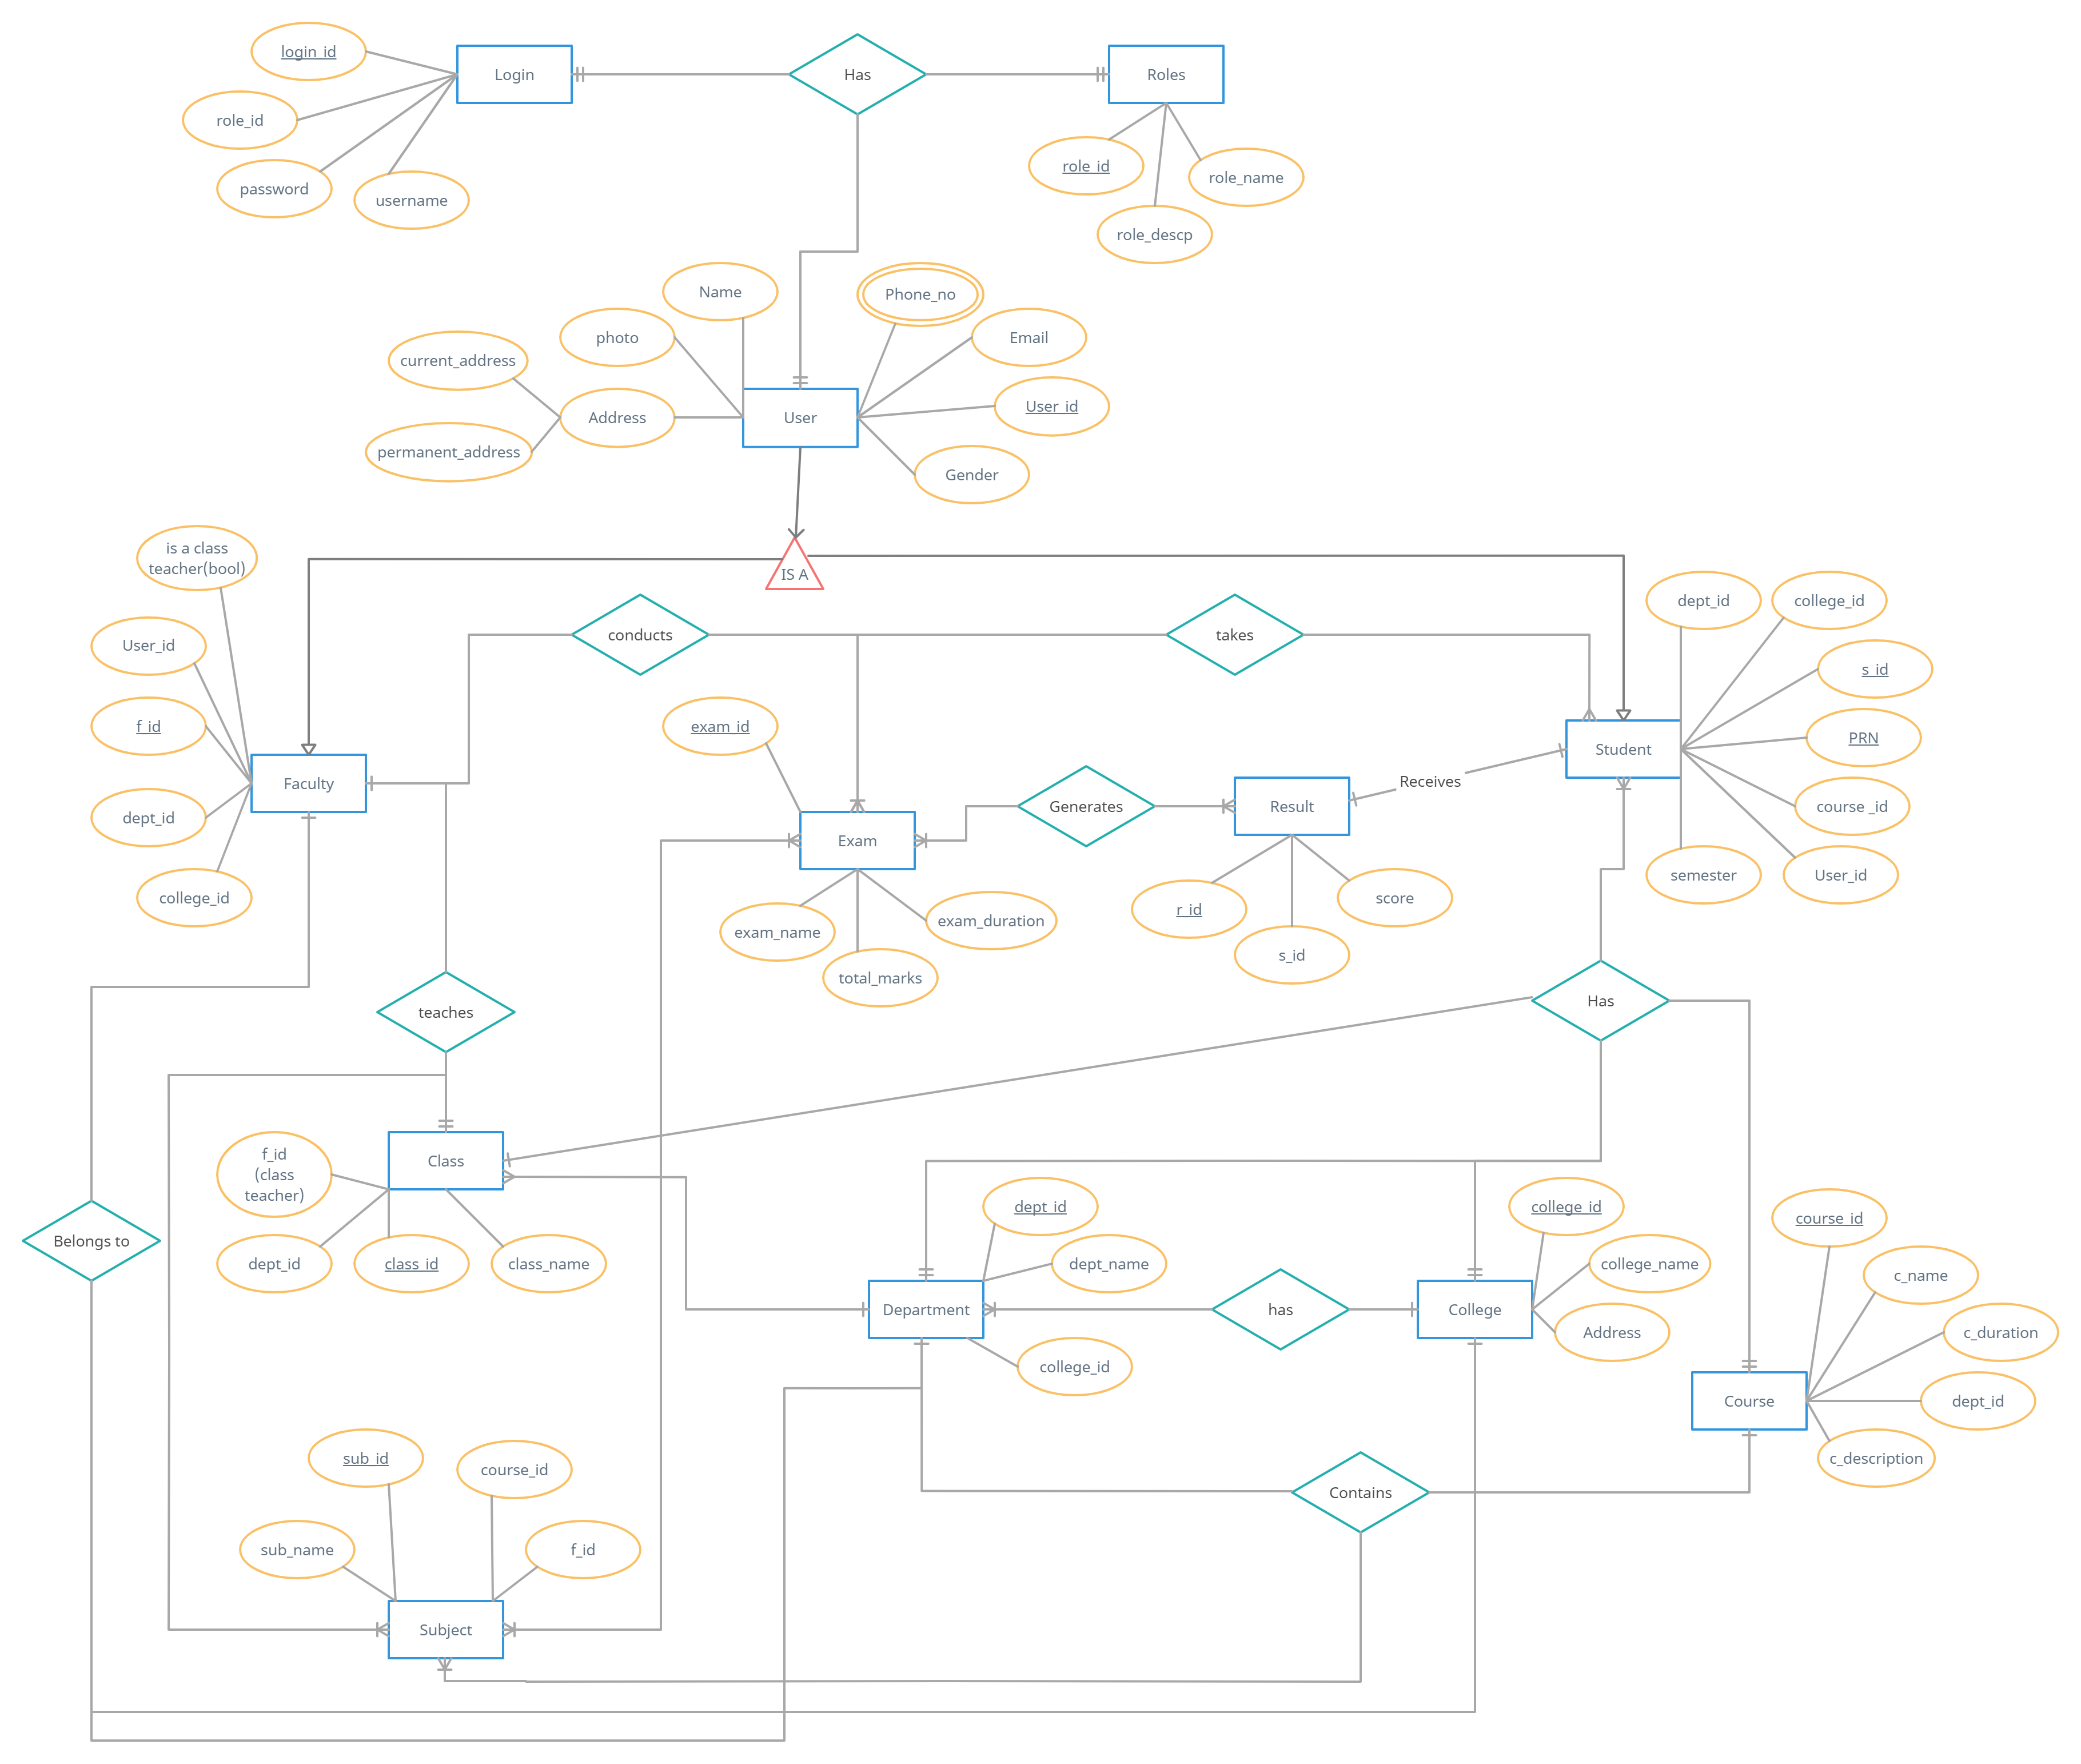 login_id
Login
Has
Roles
role_id
password
username
role_id
role_name
role_descp
Name
Phone_no
photo
Email
current_address
Address
User
User_id
permanent_address
Gender
is a class
teacher(bool)
IS A
User_id
conducts
takes
dept_id
college_id
s_id
f_id
exam_id
PRN
Student
Faculty
Receives
dept_id
Exam
Generates
Result
course _id
college_id
exam_name
exam_duration
total_marks
r_id
score
s_id
semester
User_id
teaches
Has
f_id
(class
teacher)
Class
dept_id
class_id
class_name
Belongs to
dept_id
dept_name
college_id
college_name
Address
course_id
c_name
c_duration
Department
has
College
college_id
Course
dept_id
c_description
Contains
sub_id
course_id
sub_name
f_id
Subject